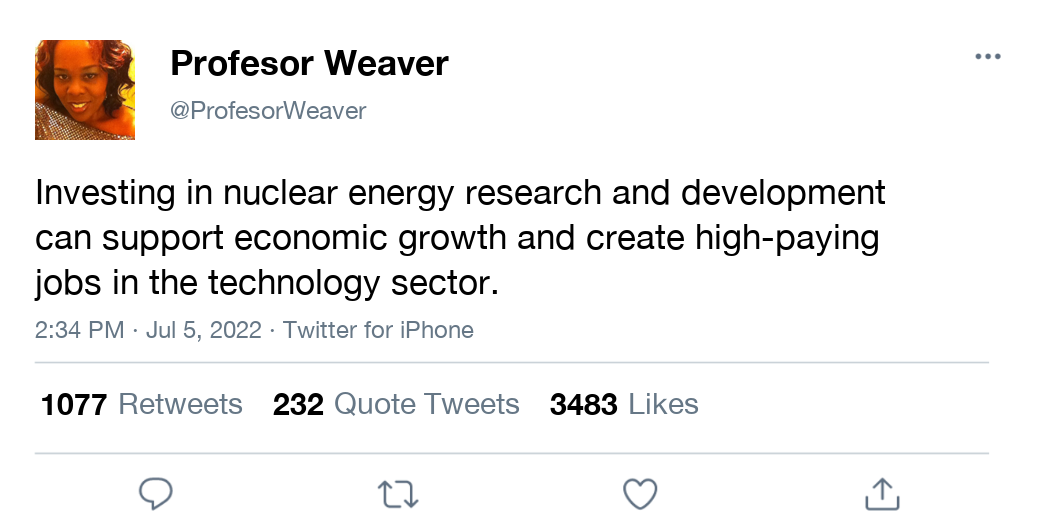 Profesor Weaver
@ProfesorWeaver
Investing in nuclear energy research and development
can support economic growth and create high-paying
jobs in the technology sector.
2:34 PM · Jul 5, 2022 · Twitter for iPhone
1077 Retweets 232 Quote Tweets 3483 Likes